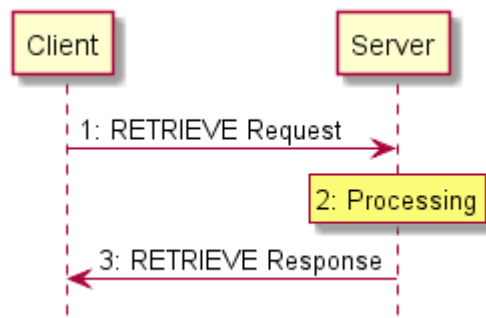 Client
Server
1: RETRIEVE Request
2: Processing
3: RETRIEVE Response